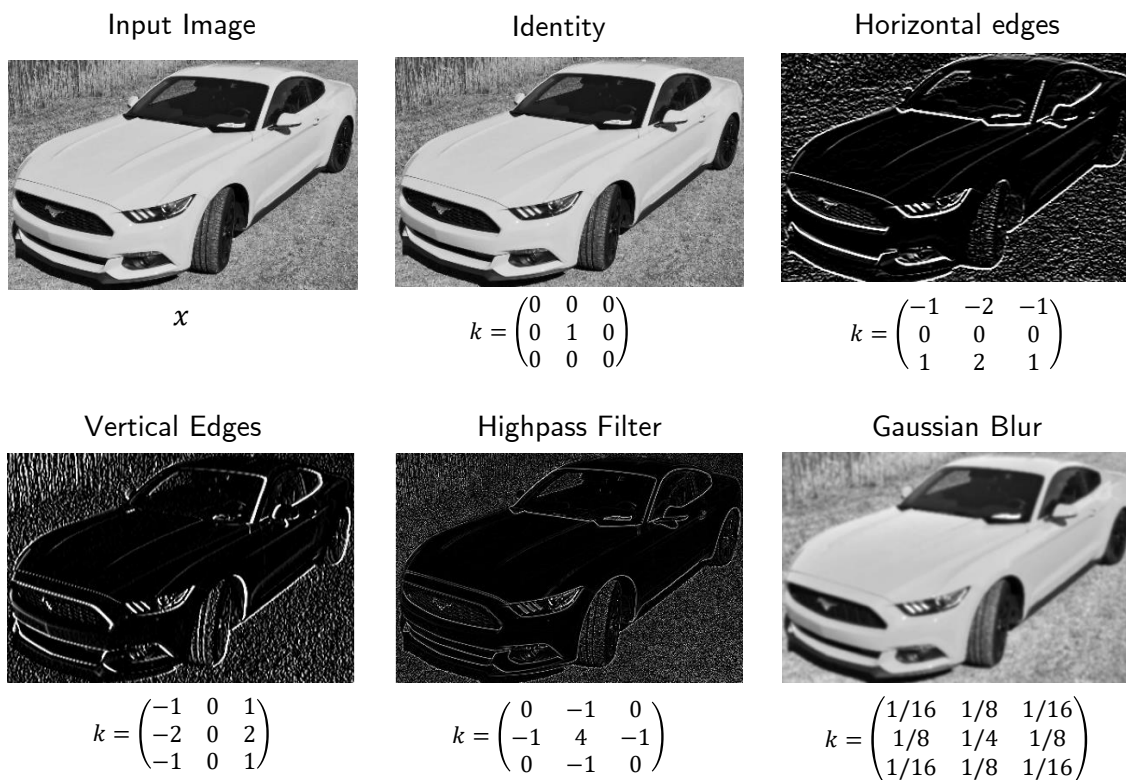 Input Image
Identity
Horizontal edges
x
k = (0 0 0
0 1 0
0 0 0)
k = (−1 −2 −1
0 0 0
1 2 1)
Vertical Edges
Highpass Filter
Gaussian Blur
k = (−1 0 1
−2 0 2
−1 0 1)
k = (0 −1 0
−1 4 −1
0 −1 0)
k = (1/16 1/8 1/16
1/8 1/4 1/8
1/16 1/8 1/16)